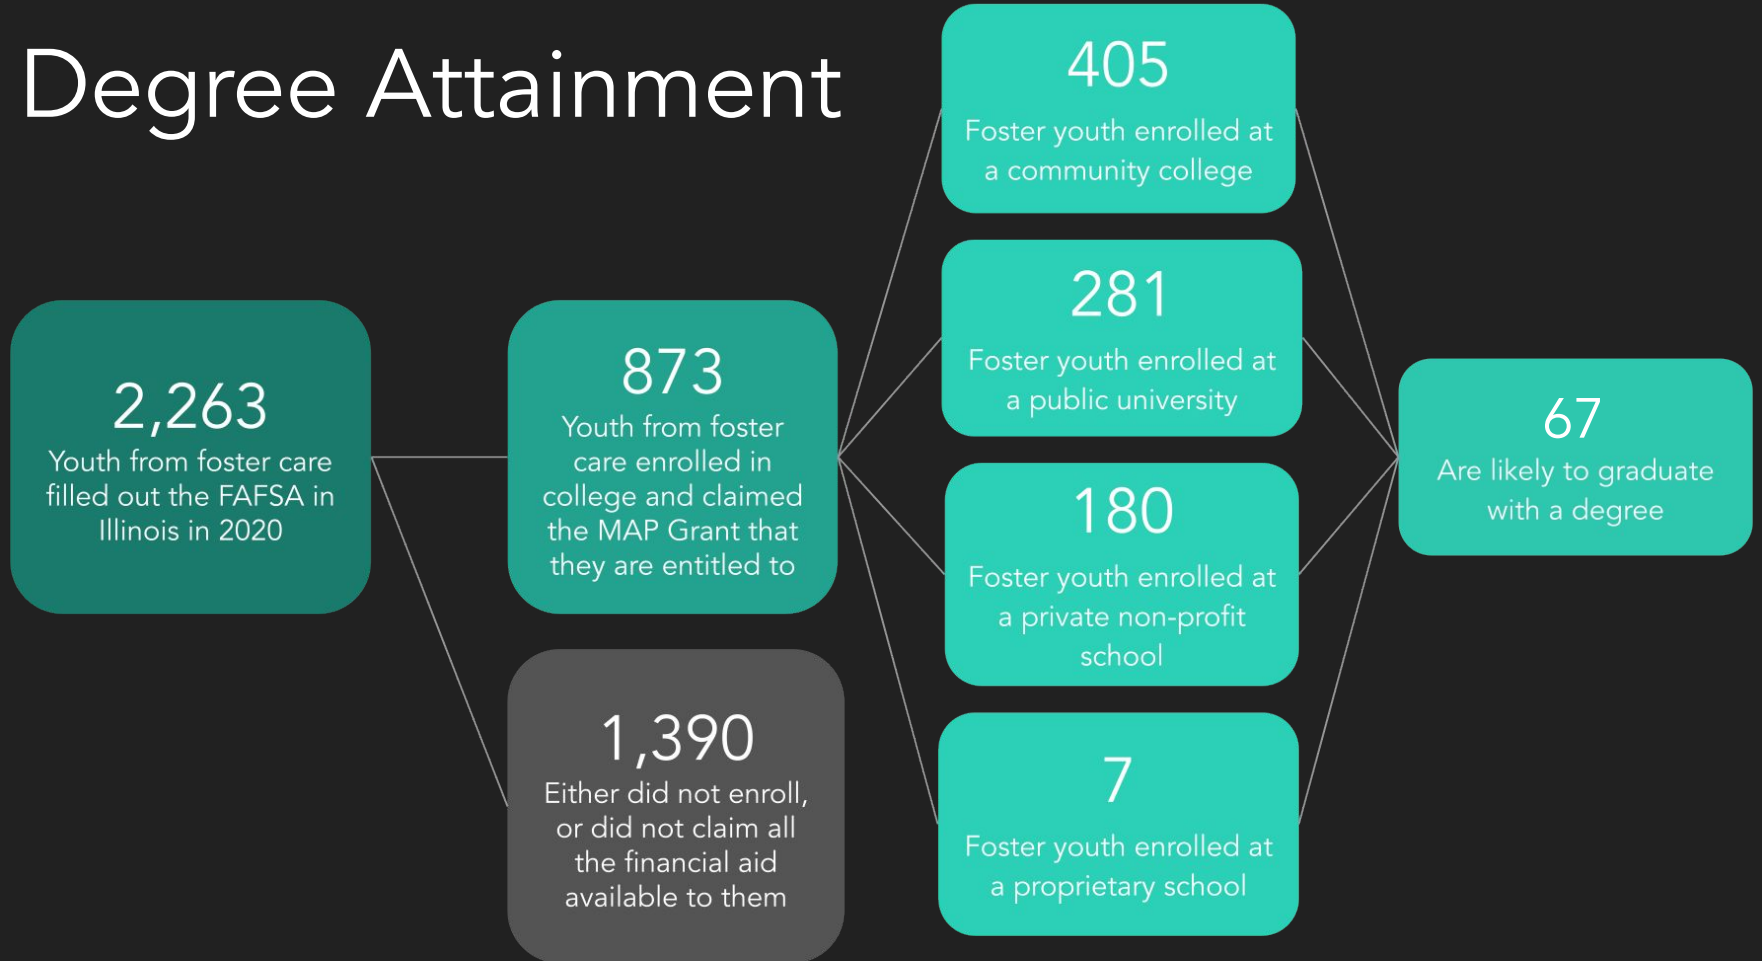 Degree Attainment
2,263
Youth from foster care
filled out the FAFSA in
Illinois in 2020
873
Youth from foster
care enrolled in
college and claimed
the MAP Grant that
they are entitled to
1,390
Either did not enroll,
or did not claim all
the financial aid
available to them
405
Foster youth enrolled at
a community college
281
Foster youth enrolled at
a public university
180
Foster youth enrolled at
a private non-profit
school
7
Foster youth enrolled at
a proprietary school
67
Are likely to graduate
with a degree